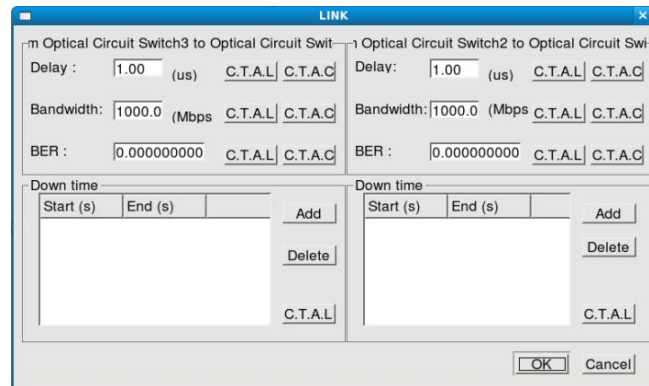 LINK
m Optical Circuit Switch3 to Optical Circuit Swit
Delay :
1.00
(us)
C.T.A.L
C.T.A.C
Bandwidth:
1000.0
(Mbps
C.T.A.L
C.T.A.C
BER :
0.000000000
C.T.A.L
C.T.A.C
Down time
Start (s)
End (s)
Add
Delete
C.T.A.L
Optical Circuit Switch2 to Optical Circuit Swi
Delay:
1.00
(us)
C.T.A.L
C.T.A.C
Bandwidth:
1000.0
(Mbps
C.T.A.L
C.T.A.C
BER :
0.000000000
C.T.A.L
C.T.A.C
Down time
Start (s)
End (s)
Add
Delete
C.T.A.L
OK
Cancel